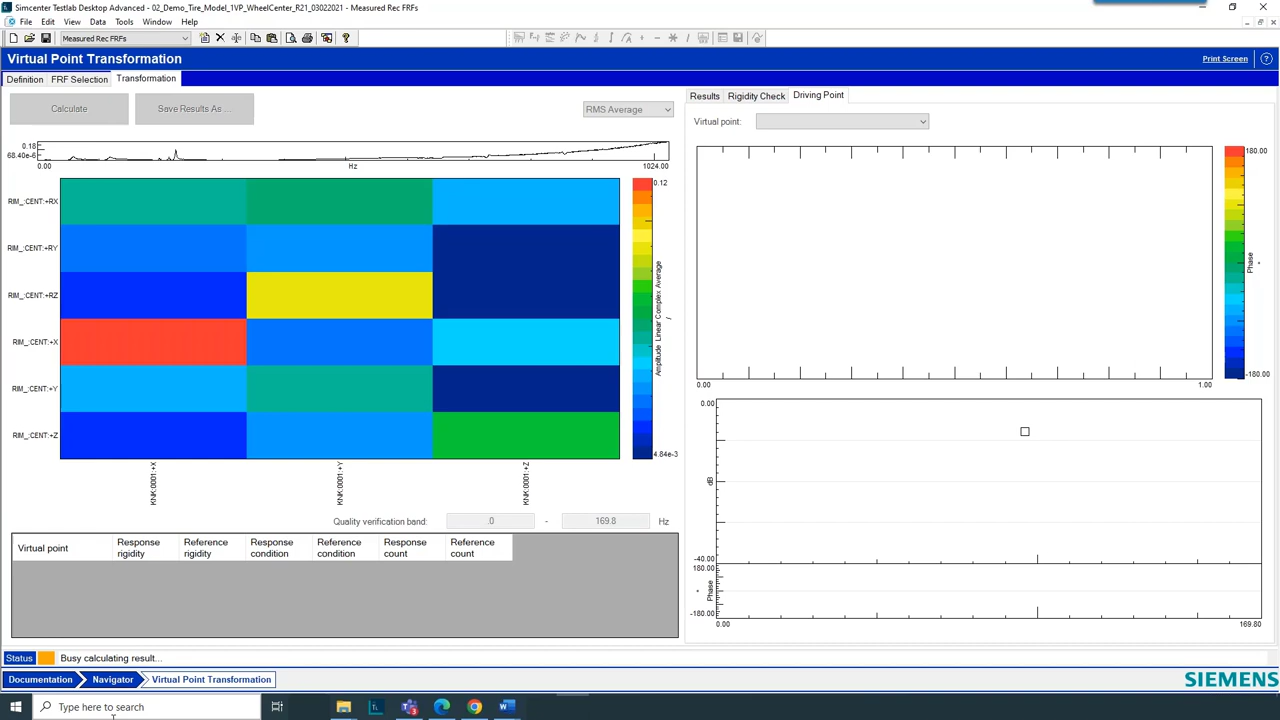 Simcenter Testlab Desktop Advanced - 02_Demo_Tire_Model_1VP_WheelCenter_R21_03022021 - Measured Rec FRFs
File Edit View Data Tools Window Help
Measured Rec FRFs
Virtual Point Transformation
Print Screen
Definition FRF Selection Transformation
Calculate
Save Results As ...
RMS Average
0.18
68.40e-6
0.00
Hz
1024.00
RIM_:CENT:+RX
RIM_:CENT:+RY
RIM_:CENT:+RZ
RIM_:CENT:+X
RIM_:CENT:+Y
RIM_:CENT:+Z
KNK:0001:+X
KNK:0001:+Y
KNK:0001:+Z
0.12
Amplitude Linear Complex Average
/
4.84e-3
Quality verification band: .0 - 169.8 Hz
Virtual point
Response rigidity
Reference rigidity
Response condition
Reference condition
Response count
Reference count
Results Rigidity Check Driving Point
Virtual point:
180.00
Phase
°
-180.00
0.00
1.00
0.00
dB
-40.00
180.00
Phase
°
-180.00
0.00
169.80
Status Busy calculating result...
Documentation Navigator Virtual Point Transformation
SIEMENS
Type here to search